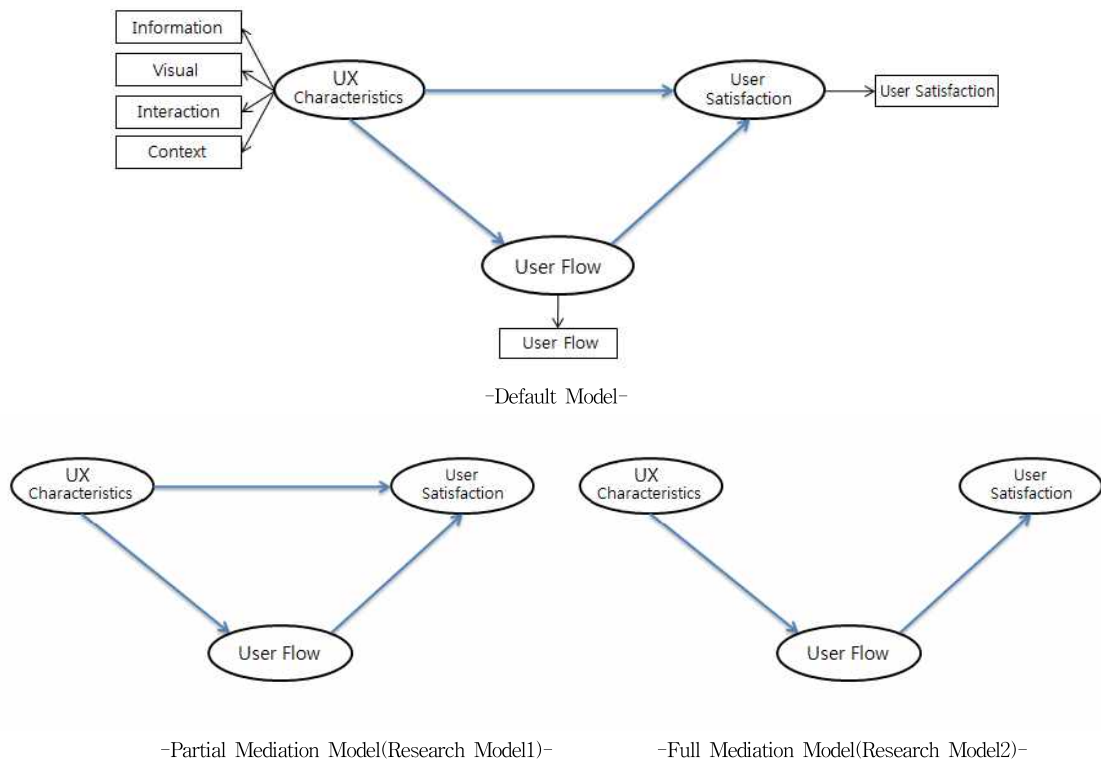 Information
Visual
Interaction
Context
UX
Characteristics
User
Satisfaction
User Satisfaction
User Flow
User Flow
-Default Model-
UX
Characteristics
User
Satisfaction
User Flow
UX
Characteristics
User
Satisfaction
User Flow
-Partial Mediation Model(Research Model1)-
-Full Mediation Model(Research Model2)-